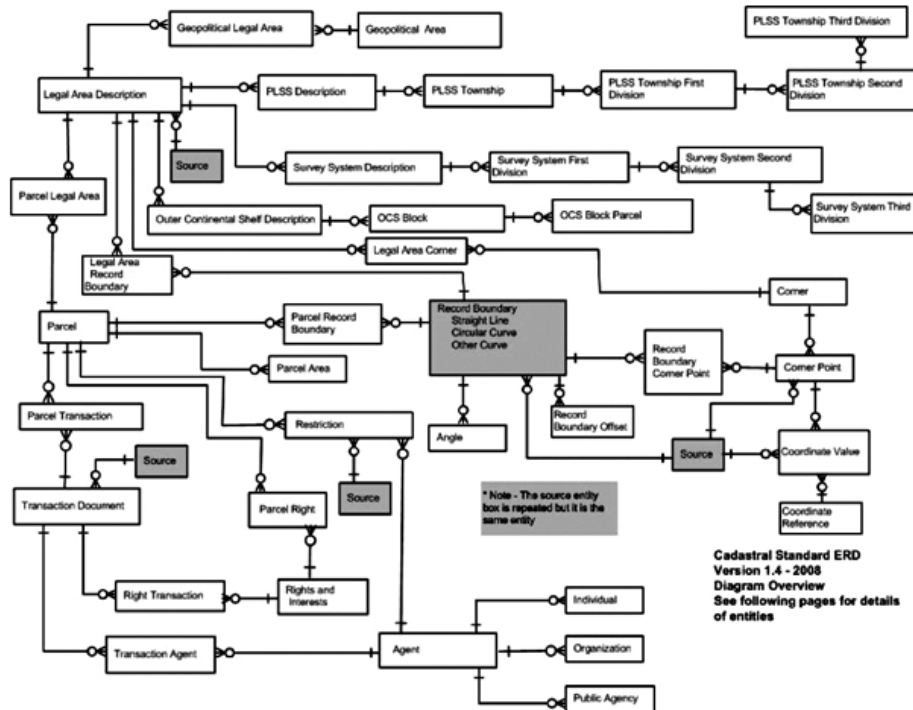 Geopolitical Legal Area
Geopolitical Area
PLSS Township Third Division
Legal Area Description
PLSS Description
PLSS Township
PLSS Township First
Division
PLSS Township Second
Division
Source
Survey System Description
Survey System First
Division
Survey System Second
Division
Parcel Legal Area
Survey System Third
Division
Outer Continental Shelf Description
OCS Block
OCS Block Parcel
Legal Area Corner
Legal Area
Record
Boundary
Corner
Parcel
Parcel Record
Boundary
Record Boundary
Straight Line
Circular Curve
Other Curve
Record
Boundary
Corner Point
Corner Point
Parcel Area
Parcel Transaction
Restriction
Angle
Record
Boundary Offset
Source
Coordinate Value
Source
Transaction Document
Parcel Right
Source
* Note - The source entity
box is repeated but it is the
same entity
Coordinate
Reference
Cadastral Standard ERD
Version 1.4 - 2008
Diagram Overview
See following pages for details
of entities
Right Transaction
Rights and
Interests
Individual
Transaction Agent
Agent
Organization
Public Agency